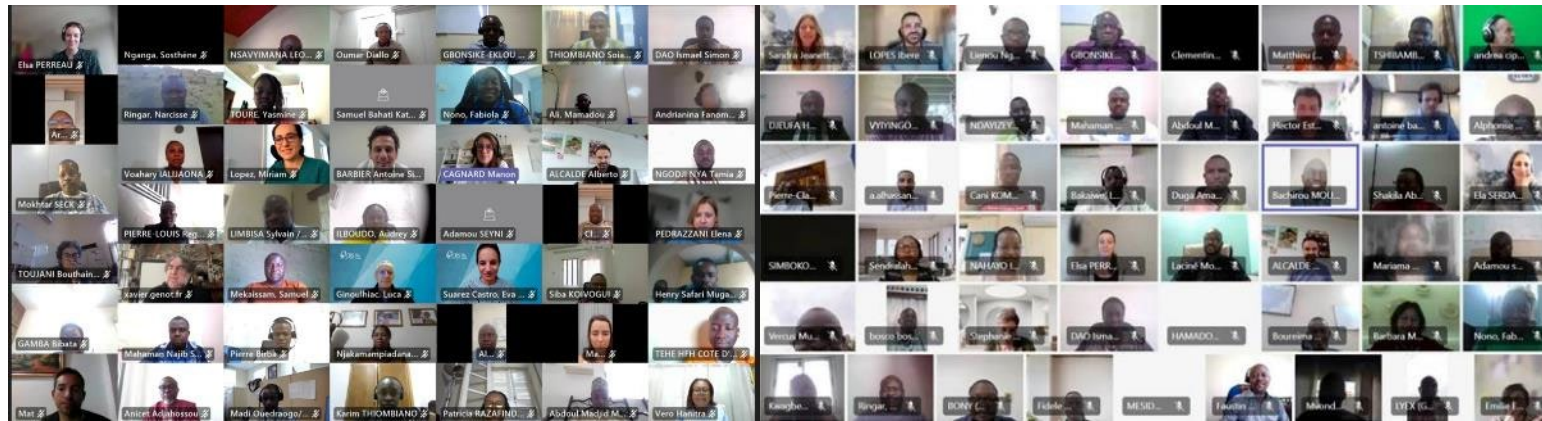 Elsa PERREAU
Nganga, Sosthène
NSAVYIMANA LEO...
Oumar Diallo
GBONSIKE-EKLOU ...
THIOMBIANO Soia...
DAO Ismael Simon
Ar...
Ringar, Narcisse
TOURE, Yasmine
Samuel Bahati Kat...
Nono, Fabiola
Ali, Mamadou
Andrianina Fanom...
Mokhtar SECK
Voahary IALIJAONA
Lopez, Miriam
BARBIER Antoine Si...
CAGNARD Manon
ALCALDE Alberto
NGODJI NYA Temia
PIERRE-LOUIS Reg...
LIMBISA Sylvain /...
ILBOUDO, Audrey
Adamou SEYNI
Cl...
PEDRAZZANI Elena
TOUJANI Bouthain...
xavier.genot.fr
Mekaissam, Samuel
Ginoulhiac, Luca
Suarez Castro, Eva ...
Siba KOIVOGUI
Henry Safari Muga...
GAMBA Bibata
Mahaman Najib S...
Pierre Birba
Njakamampiadana...
Al...
Ma...
TEHE HFH COTE D'...
Mat
Anicet Adjahossou
Madi Ouedraogo/...
Karim THIOMBIANO
Patricia RAZAFIND...
Abdoul Madjid M...
Vero Hanitra
Sandra Jeanett...
LOPES Ibere
Lienou Ng...
GBONSIKE...
Clementin...
Matthieu (...
TSHIBAMB...
andrea cip...
DJEUFA H...
VYIYINGO...
NDAYIZEY...
Mahaman ...
Abdoul M...
Hector Est...
antoine ba...
Alphonse ...
Pierre-Cla...
a.alhassan...
Cani KOM...
Bakaiwe, I...
Duga Ama...
Bachirou MOU...
Shakila Ab...
Ela SERDA...
SIMBOKO...
Sendralah...
NAHAYO I...
Elsa PERR...
Laciné Mo...
ALCALDE ...
Mariama ...
Adamou s...
Vercus Mu...
bosco bos...
Stephanie ...
DAO Isma...
HAMADO...
Boureima ...
Barbara M...
Nono, Fab...
Kwagbe...
Ringar, ...
BONY (...
Fidele ...
MESID...
Faustin ...
Mvond...
LYEX (G...
Emilie F...